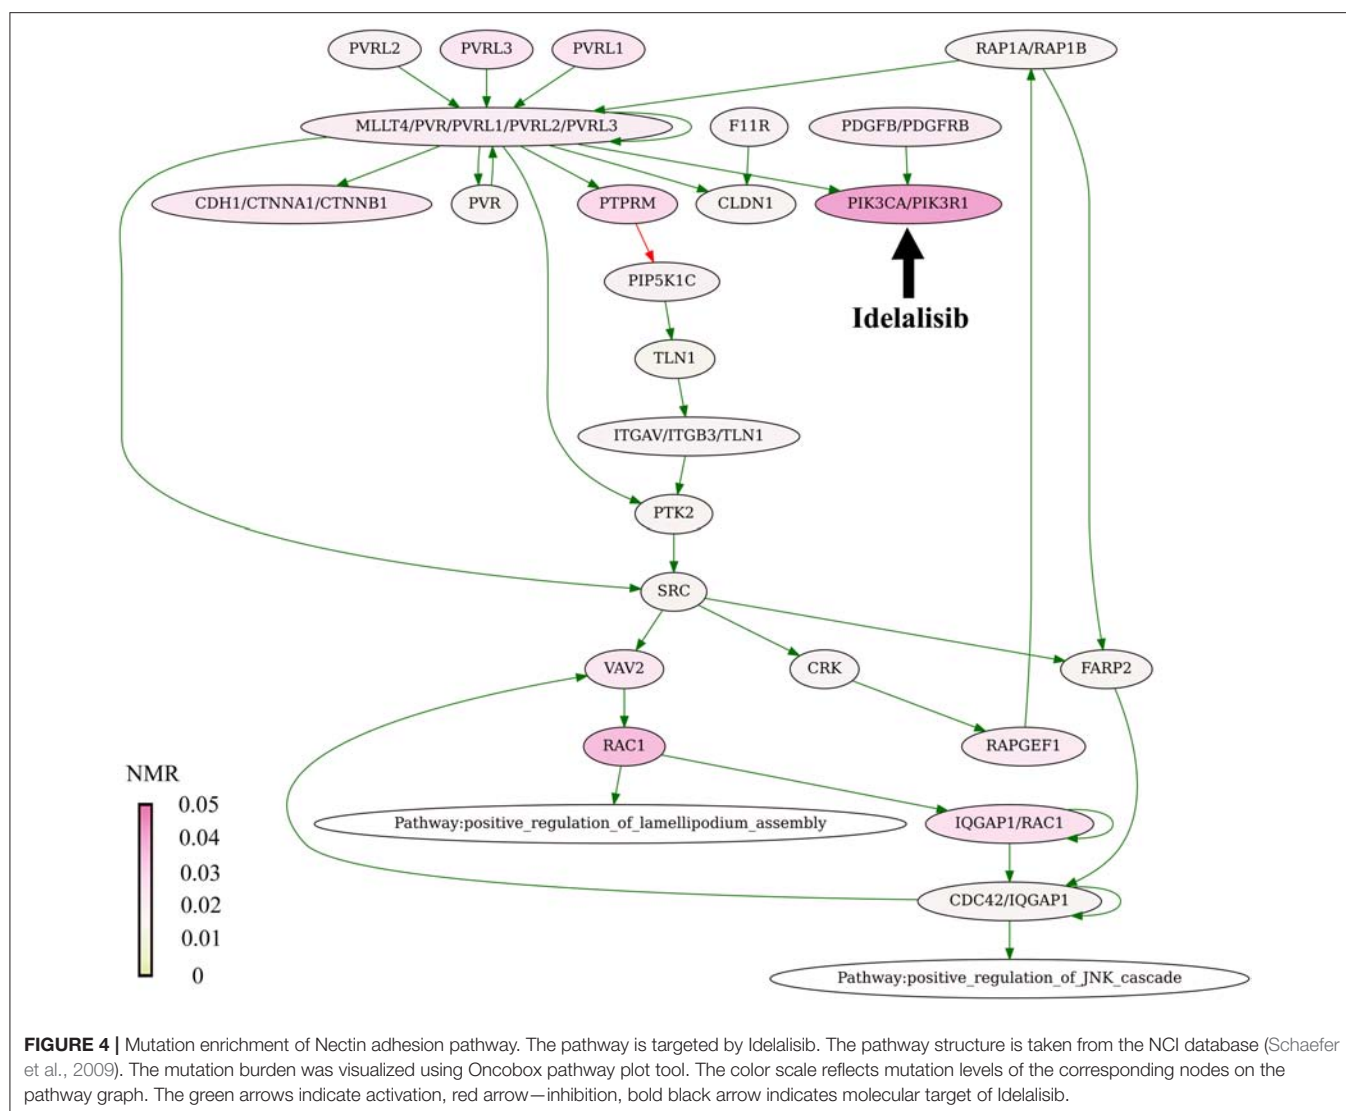 PVRL2
PVRL3
PVRL1
RAP1A/RAP1B
MLLT4/PVR/PVRL1/PVRL2/PVRL3
F11R
PDGFB/PDGFRB
CDH1/CTNNA1/CTNNB1
PVR
PTPRM
CLDN1
PIK3CA/PIK3R1
PIP5K1C
Idelalisib
TLN1
ITGAV/ITGB3/TLN1
PTK2
SRC
VAV2
CRK
FARP2
RAC1
RAPGEF1
NMR
0.05
0.04
0.03
0.02
0.01
0
Pathway:positive_regulation_of_lamellipodium_assembly
IQGAP1/RAC1
CDC42/IQGAP1
Pathway:positive_regulation_of_JNK_cascade
FIGURE 4 | Mutation enrichment of Nectin adhesion pathway. The pathway is targeted by Idelalisib. The pathway structure is taken from the NCI database (Schaefer
et al., 2009). The mutation burden was visualized using Oncobox pathway plot tool. The color scale reflects mutation levels of the corresponding nodes on the
pathway graph. The green arrows indicate activation, red arrow—inhibition, bold black arrow indicates molecular target of Idelalisib.